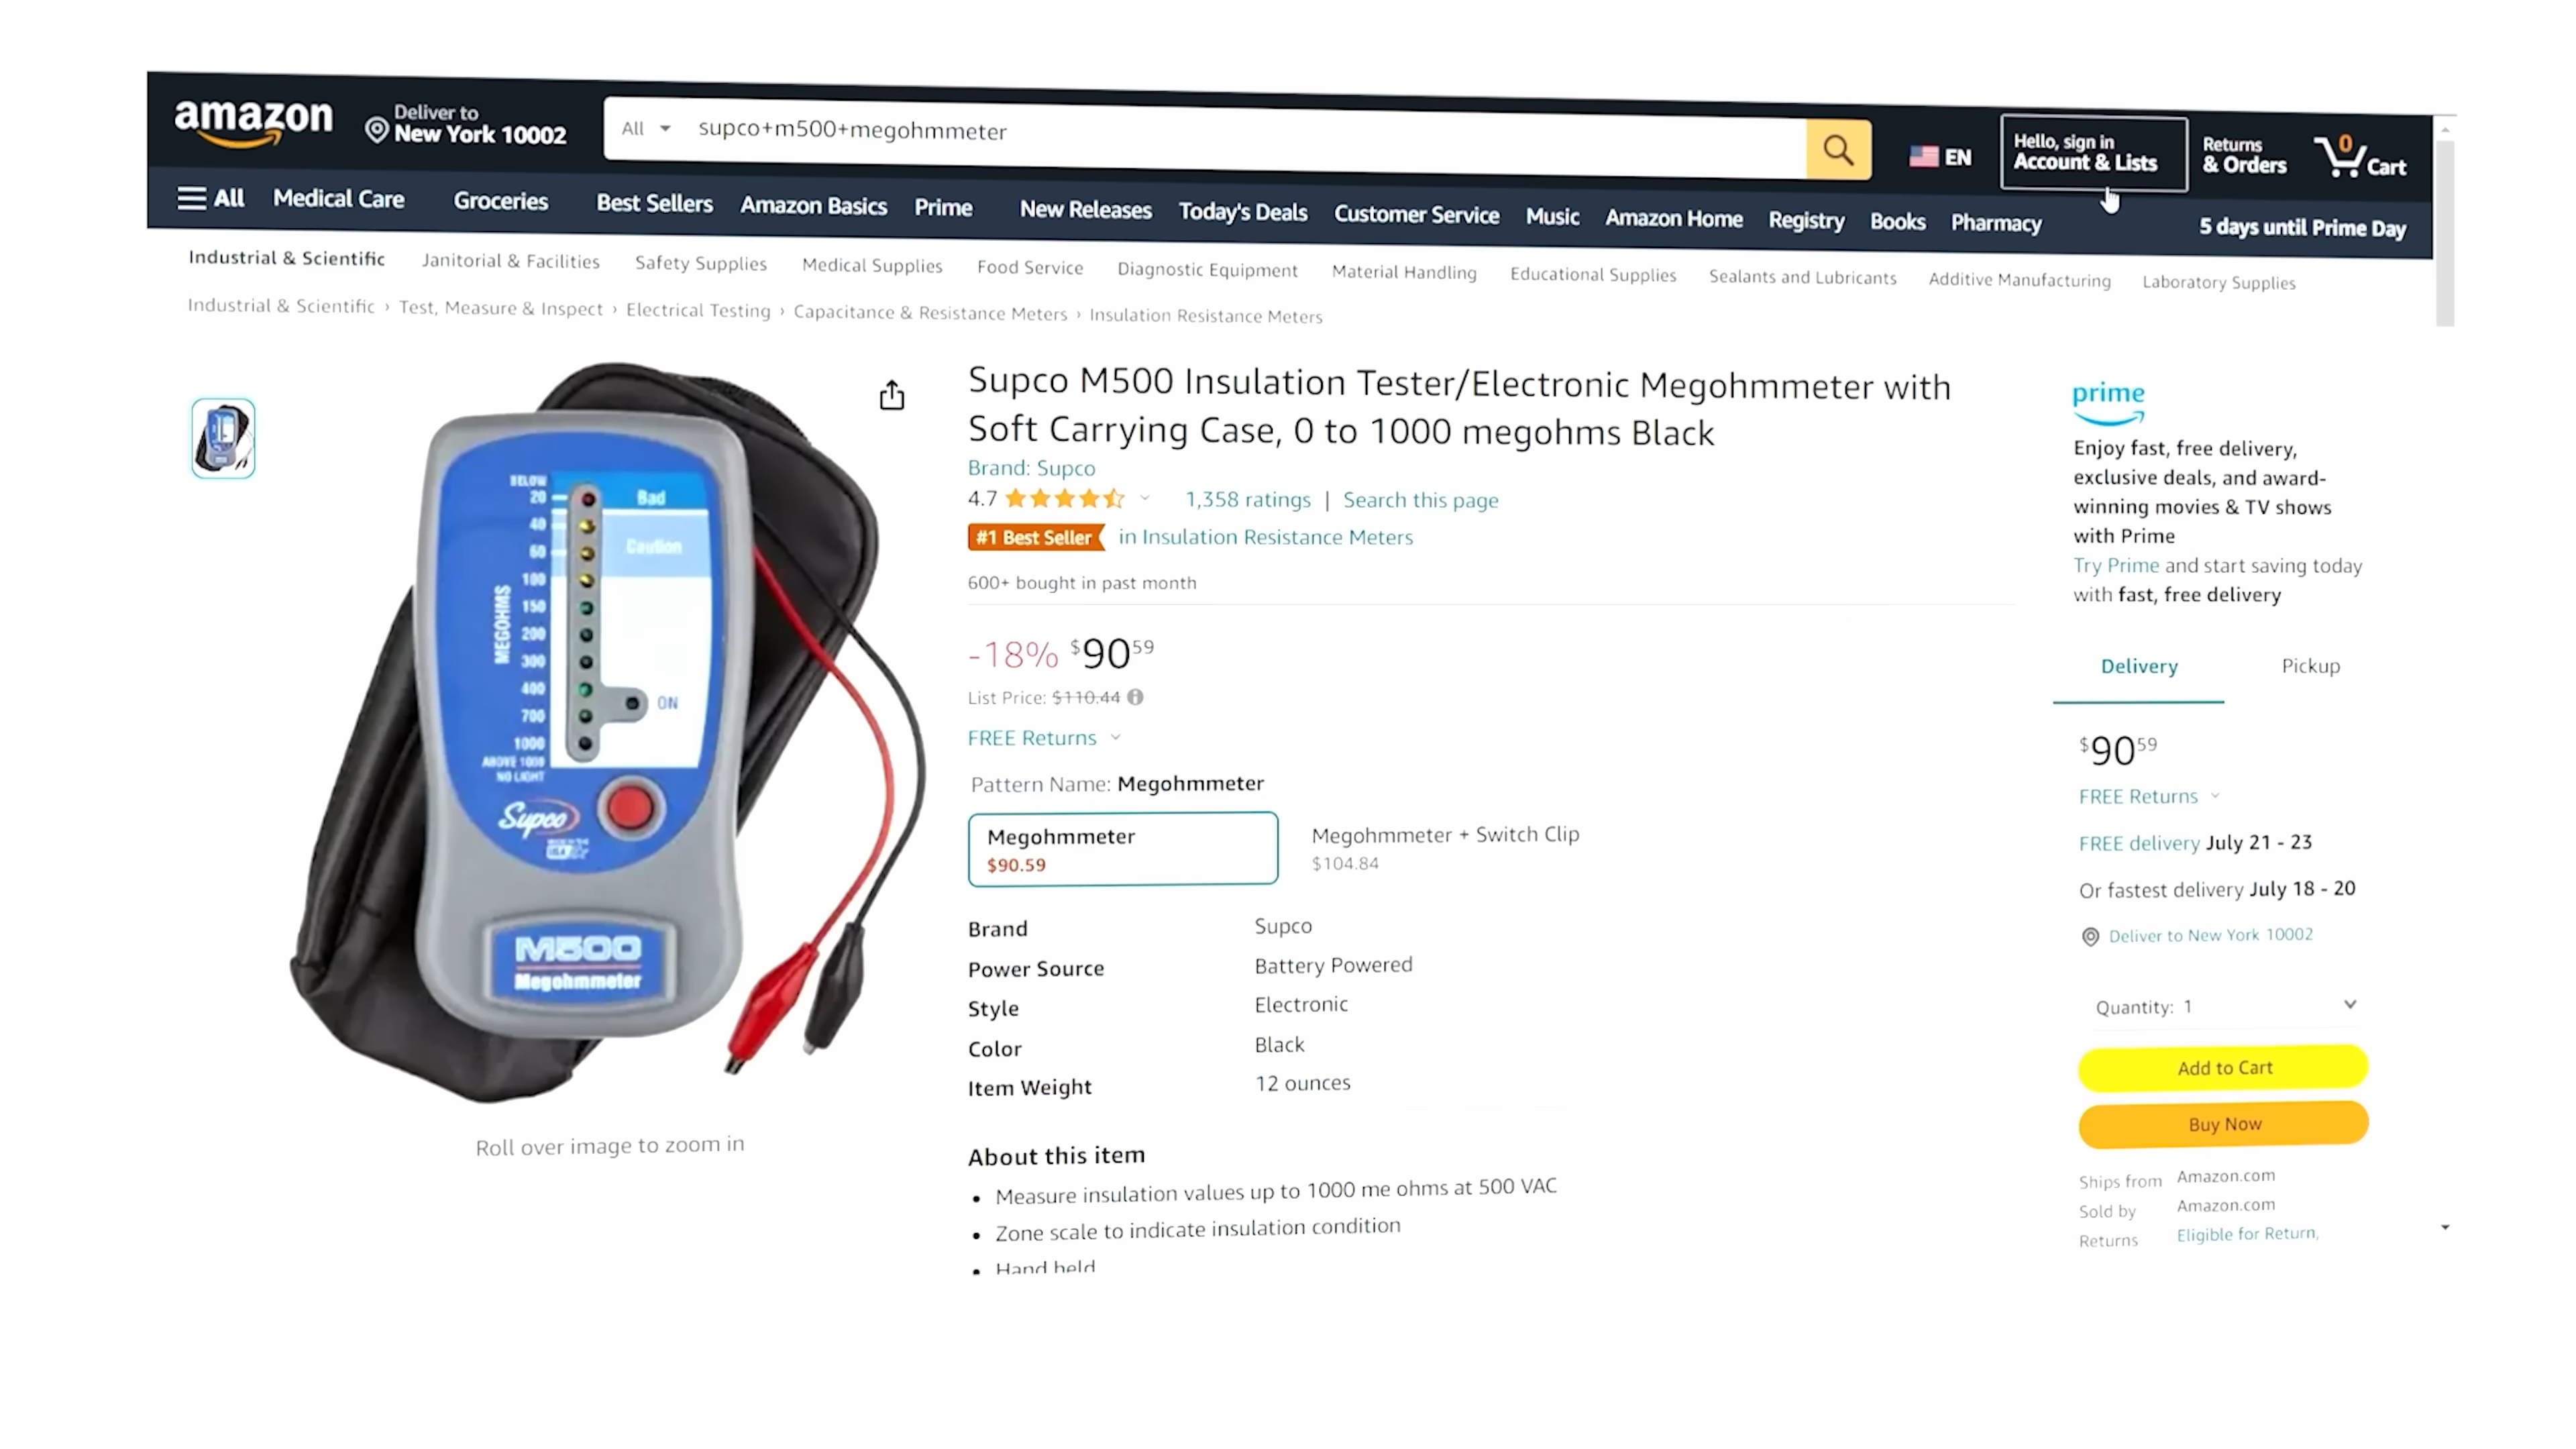 amazon
Deliver to
New York 10002
All
supco+m500+megohmmeter
EN
Hello, sign in
Account & Lists
Returns
& Orders
0
Cart
All
Medical Care
Groceries
Best Sellers
Amazon Basics
Prime
New Releases
Today's Deals
Customer Service
Music
Amazon Home
Registry
Books
Pharmacy
5 days until Prime Day
Industrial & Scientific
Janitorial & Facilities
Safety Supplies
Medical Supplies
Food Service
Diagnostic Equipment
Material Handling
Educational Supplies
Sealants and Lubricants
Additive Manufacturing
Laboratory Supplies
Industrial & Scientific › Test, Measure & Inspect › Electrical Testing › Capacitance & Resistance Meters › Insulation Resistance Meters
BELOW
20
Bad
40
60
Caution
100
150
200
300
400
700
1000
ABOVE 1000
NO LIGHT
MEGOHMS
ON
Supco
USA
M500
Megohmmeter
Roll over image to zoom in
Supco M500 Insulation Tester/Electronic Megohmmeter with
Soft Carrying Case, 0 to 1000 megohms Black
Brand: Supco
4.7
1,358 ratings | Search this page
#1 Best Seller in Insulation Resistance Meters
600+ bought in past month
-18% $90 59
List Price: $110.44
FREE Returns
Pattern Name: Megohmmeter
Megohmmeter
$90.59
Megohmmeter + Switch Clip
$104.84
Brand Supco
Power Source Battery Powered
Style Electronic
Color Black
Item Weight 12 ounces
About this item
• Measure insulation values up to 1000 me ohms at 500 VAC
• Zone scale to indicate insulation condition
• Hand held
prime
Enjoy fast, free delivery,
exclusive deals, and award-
winning movies & TV shows
with Prime
Try Prime and start saving today
with fast, free delivery
Delivery
Pickup
$90 59
FREE Returns
FREE delivery July 21 - 23
Or fastest delivery July 18 - 20
Deliver to New York 10002
Quantity: 1
Add to Cart
Buy Now
Ships from Amazon.com
Sold by Amazon.com
Returns Eligible for Return,